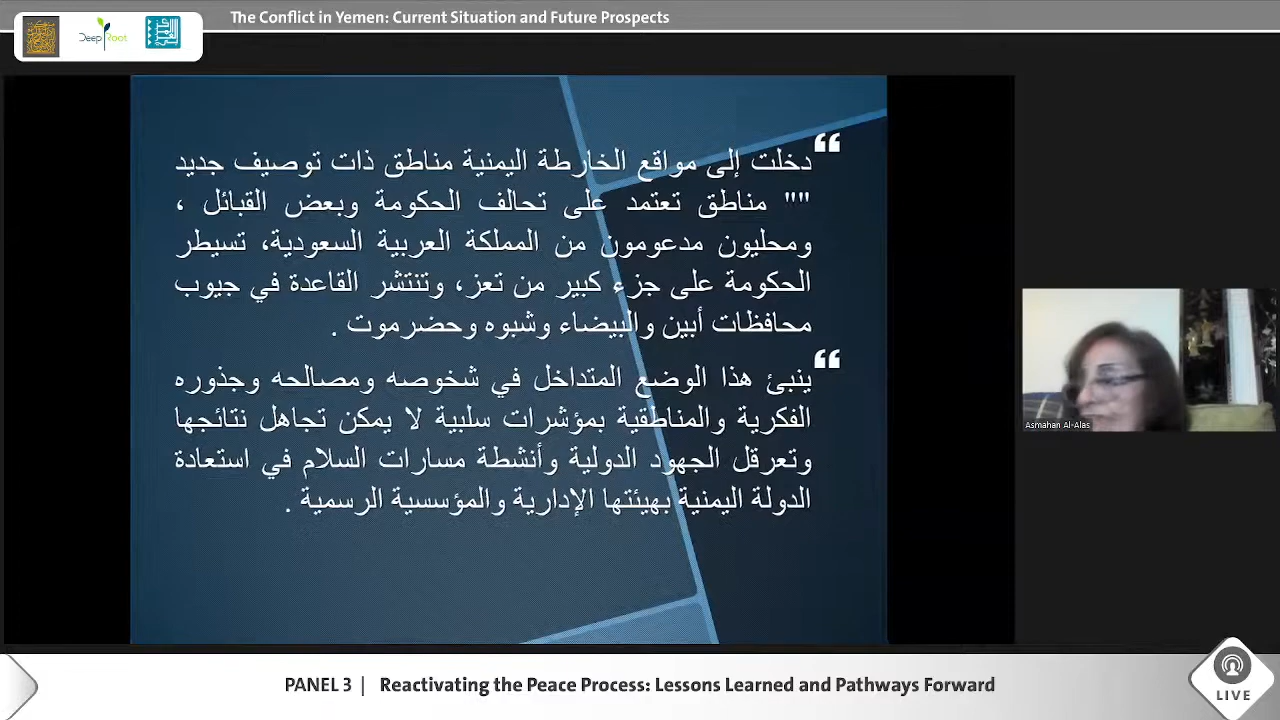 The Conflict in Yemen: Current Situation and Future Prospects
Deep Root
دخلت إلى مواقع الخارطة اليمنية مناطق ذات توصيف جديد
"" مناطق تعتمد على تحالف الحكومة وبعض القبائل ،
ومحليون مدعومون من المملكة العربية السعودية، تسيطر
الحكومة على جزء كبير من تعز، وتنتشر القاعدة في جيوب
محافظات أبين والبيضاء وشبوه وحضرموت .
ينبئ هذا الوضع المتداخل في شخوصه ومصالحه وجذوره
الفكرية والمناطقية بمؤشرات سلبية لا يمكن تجاهل نتائجها
وتعرقل الجهود الدولية وأنشطة مسارات السلام في استعادة
الدولة اليمنية بهيئتها الإدارية والمؤسسية الرسمية .
Asmahan Al-Alas
PANEL 3 | Reactivating the Peace Process: Lessons Learned and Pathways Forward
LIVE